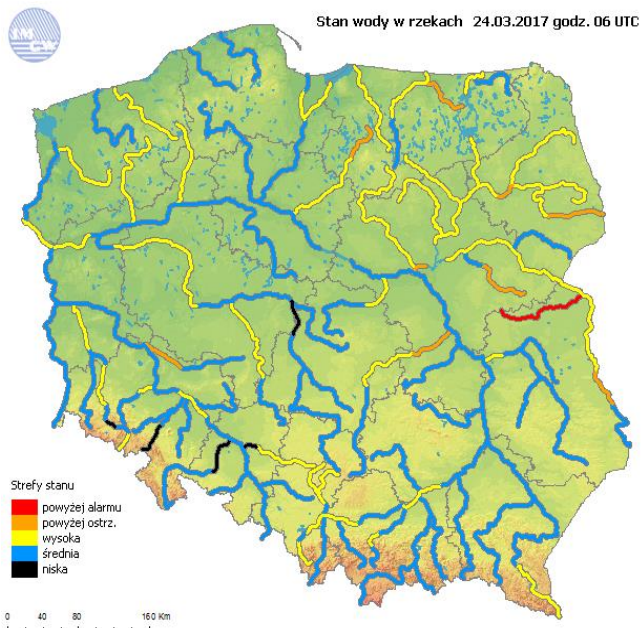 Stan wody w rzekach 24.03.2017 godz. 06 UTC
Strefy stanu
powyżej alarmu
powyżej ostrz.
wysoka
średnia
niska
0 40 80 160 Km